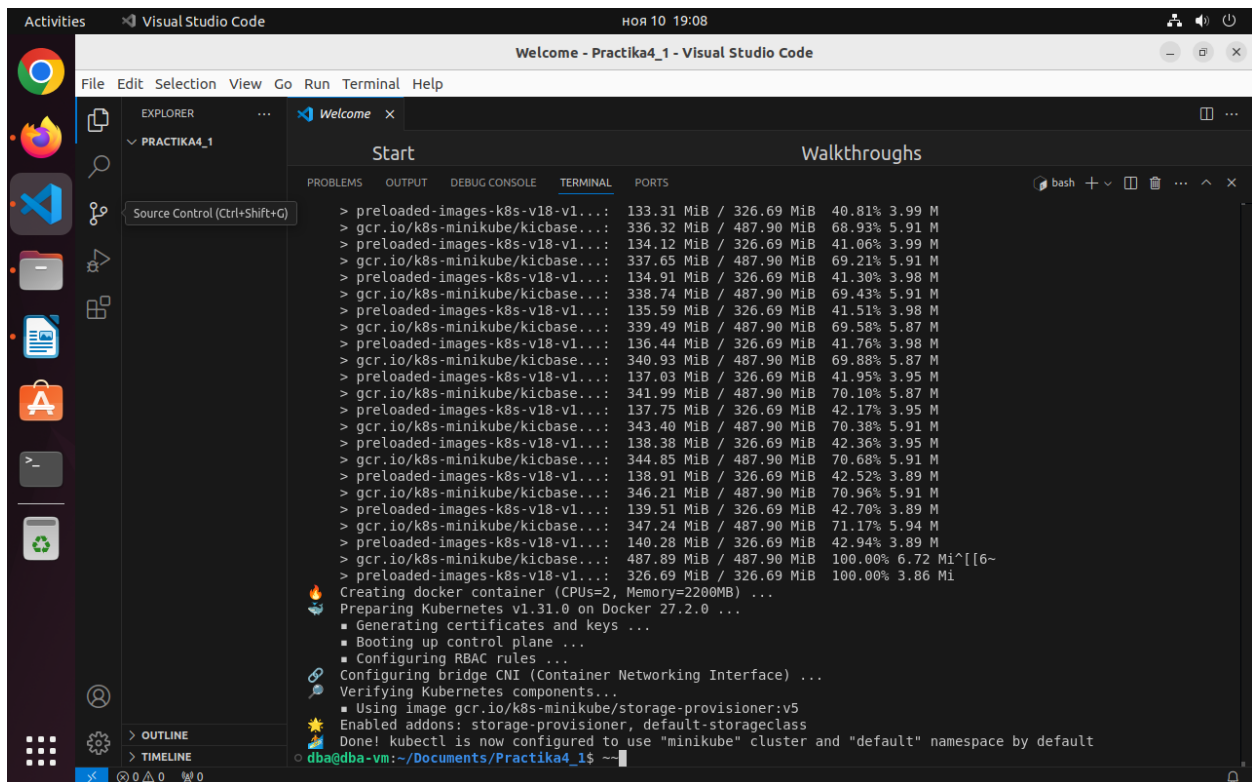 Activities Visual Studio Code ноя 10 19:08
Welcome - Practika4_1 - Visual Studio Code
File Edit Selection View Go Run Terminal Help
EXPLORER ... Welcome
PRACTIKA4_1
Start Walkthroughs
PROBLEMS OUTPUT DEBUG CONSOLE TERMINAL PORTS bash
Source Control (Ctrl+Shift+G)
> preloaded-images-k8s-v18-v1...: 133.31 MiB / 326.69 MiB 40.81% 3.99 M
> gcr.io/k8s-minikube/kicbase...: 336.32 MiB / 487.90 MiB 68.93% 5.91 M
> preloaded-images-k8s-v18-v1...: 134.12 MiB / 326.69 MiB 41.06% 3.99 M
> gcr.io/k8s-minikube/kicbase...: 337.65 MiB / 487.90 MiB 69.21% 5.91 M
> preloaded-images-k8s-v18-v1...: 134.91 MiB / 326.69 MiB 41.30% 3.98 M
> gcr.io/k8s-minikube/kicbase...: 338.74 MiB / 487.90 MiB 69.43% 5.91 M
> preloaded-images-k8s-v18-v1...: 135.59 MiB / 326.69 MiB 41.51% 3.98 M
> gcr.io/k8s-minikube/kicbase...: 339.49 MiB / 487.90 MiB 69.58% 5.87 M
> preloaded-images-k8s-v18-v1...: 136.44 MiB / 326.69 MiB 41.76% 3.98 M
> gcr.io/k8s-minikube/kicbase...: 340.93 MiB / 487.90 MiB 69.88% 5.87 M
> preloaded-images-k8s-v18-v1...: 137.03 MiB / 326.69 MiB 41.95% 3.95 M
> gcr.io/k8s-minikube/kicbase...: 341.99 MiB / 487.90 MiB 70.10% 5.87 M
> preloaded-images-k8s-v18-v1...: 137.75 MiB / 326.69 MiB 42.17% 3.95 M
> gcr.io/k8s-minikube/kicbase...: 343.40 MiB / 487.90 MiB 70.38% 5.91 M
> preloaded-images-k8s-v18-v1...: 138.38 MiB / 326.69 MiB 42.36% 3.95 M
> gcr.io/k8s-minikube/kicbase...: 344.85 MiB / 487.90 MiB 70.68% 5.91 M
> preloaded-images-k8s-v18-v1...: 138.91 MiB / 326.69 MiB 42.52% 3.89 M
> gcr.io/k8s-minikube/kicbase...: 346.21 MiB / 487.90 MiB 70.96% 5.91 M
> preloaded-images-k8s-v18-v1...: 139.51 MiB / 326.69 MiB 42.70% 3.89 M
> gcr.io/k8s-minikube/kicbase...: 347.24 MiB / 487.90 MiB 71.17% 5.94 M
> preloaded-images-k8s-v18-v1...: 140.28 MiB / 326.69 MiB 42.94% 3.89 M
> gcr.io/k8s-minikube/kicbase...: 487.89 MiB / 487.90 MiB 100.00% 6.72 Mi^[[6~
> preloaded-images-k8s-v18-v1...: 326.69 MiB / 326.69 MiB 100.00% 3.86 Mi
🔥 Creating docker container (CPUs=2, Memory=2200MB) ...
🐳 Preparing Kubernetes v1.31.0 on Docker 27.2.0 ...
▪ Generating certificates and keys ...
▪ Booting up control plane ...
▪ Configuring RBAC rules ...
🔗 Configuring bridge CNI (Container Networking Interface) ...
🔎 Verifying Kubernetes components...
▪ Using image gcr.io/k8s-minikube/storage-provisioner:v5
🌟 Enabled addons: storage-provisioner, default-storageclass
🏄 Done! kubectl is now configured to use "minikube" cluster and "default" namespace by default
dba@dba-vm:~/Documents/Practika4_1$ ~~
> OUTLINE
> TIMELINE
0 0 0